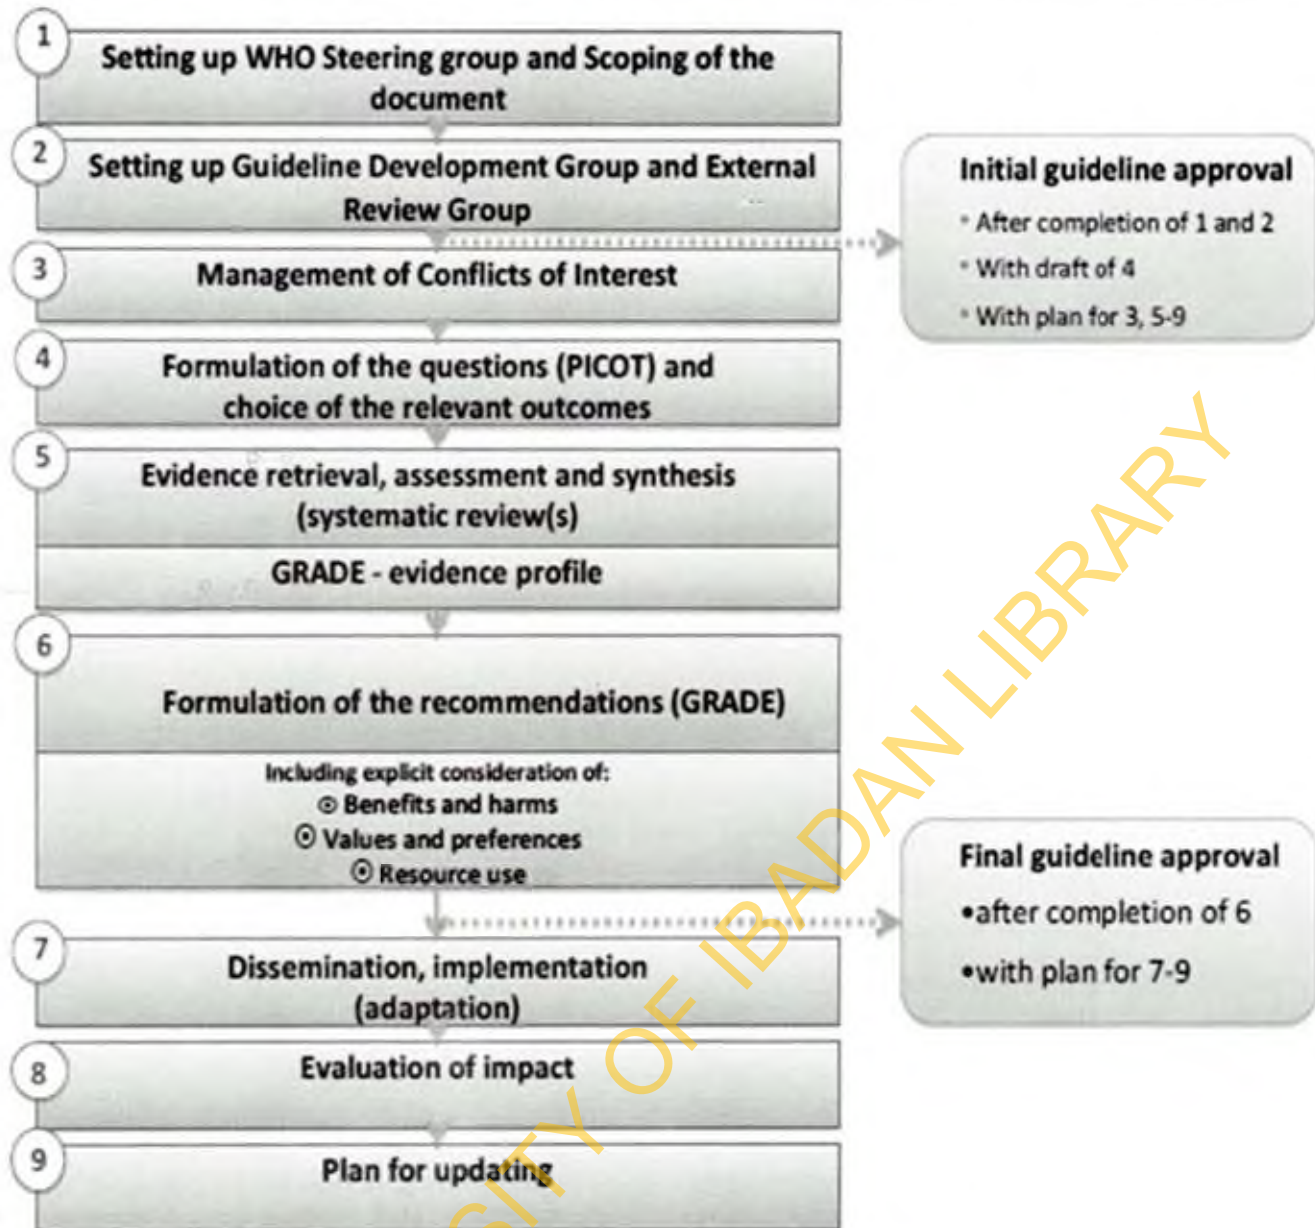 1
Setting up WHO Steering group and Scoping of the
document
2
Setting up Guideline Development Group and External
Review Group
Initial guideline approval
After completion of 1 and 2
With draft of 4
With plan for 3, 5-9
3
Management of Conflicts of Interest
4
Formulation of the questions (PICOT) and
choice of the relevant outcomes
5
Evidence retrieval, assessment and synthesis
(systematic review(s)
GRADE - evidence profile
6
Formulation of the recommendations (GRADE)
Including explicit consideration of:
Benefits and harms
Values and preferences
Resource use
Final guideline approval
•after completion of 6
•with plan for 7-9
7
Dissemination, implementation
(adaptation)
8
Evaluation of impact
9
Plan for updating
SITY OF IBADAN LIBRARY